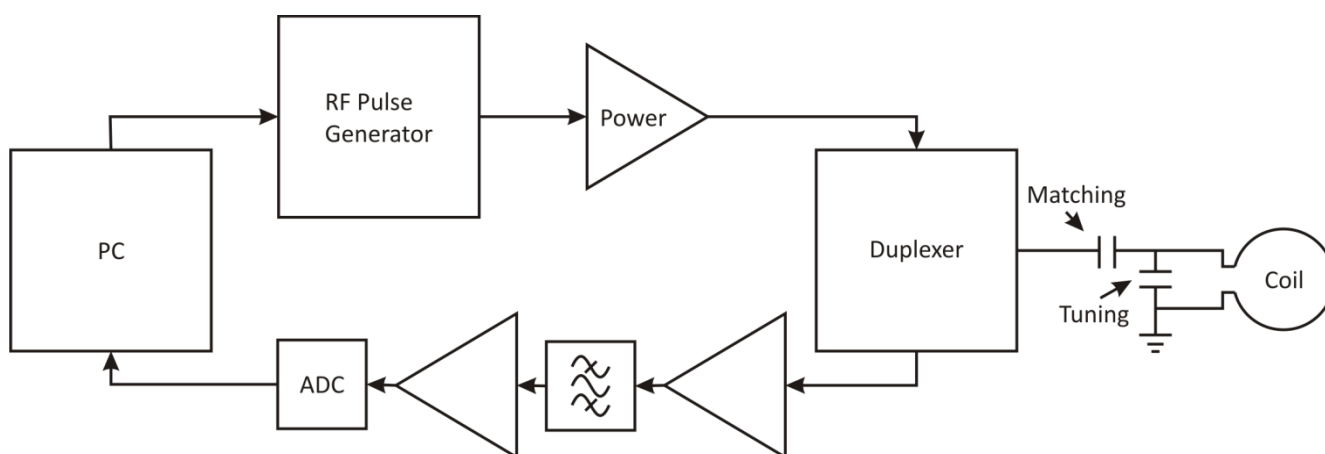 RF Pulse
Generator
Power
Matching
PC
Duplexer
Coil
Tuning
ADC